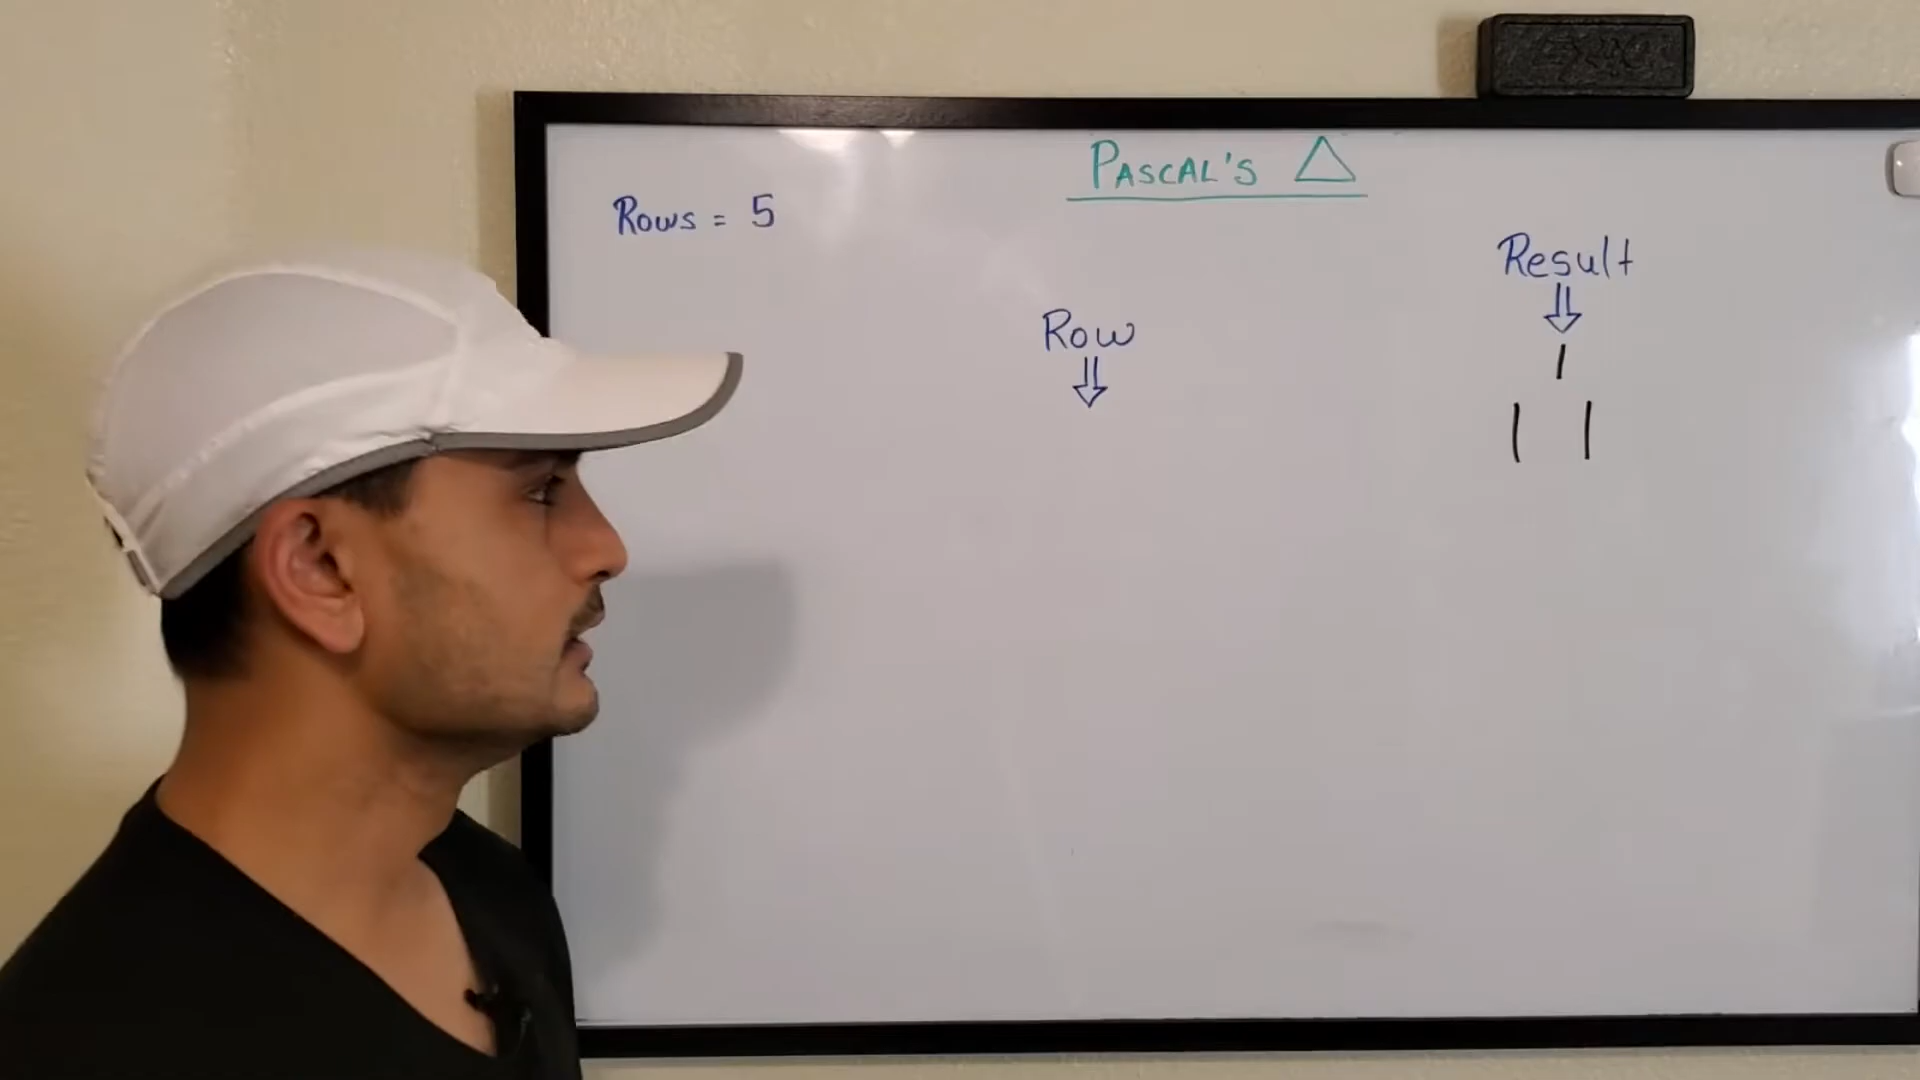 PASCAL'S △
Rows = 5
Result
⇓
Row
⇓
1
1 1